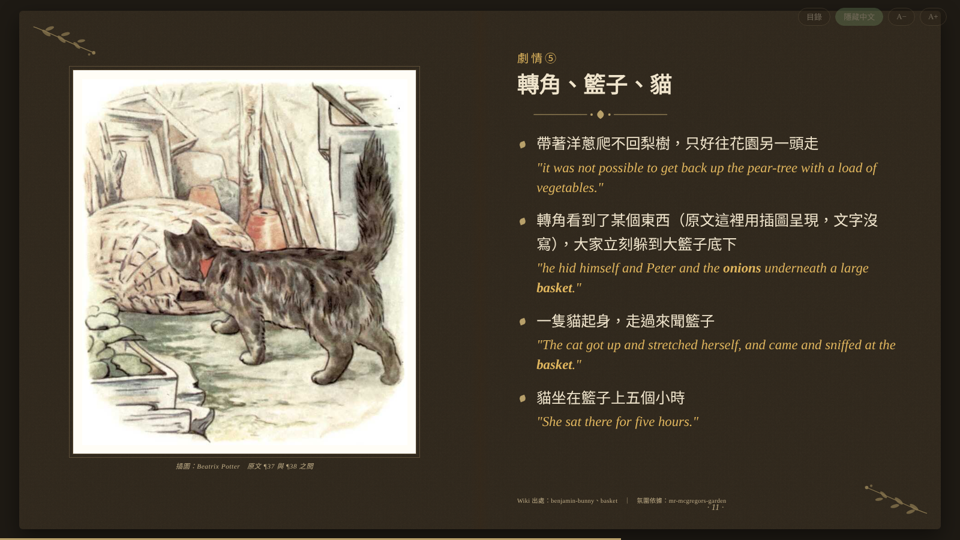 目錄
隱藏中文
A−
A+
劇情⑤
轉角、籃子、貓
帶著洋蔥爬不回梨樹，只好往花園另一頭走
"it was not possible to get back up the pear-tree with a load of
vegetables."
轉角看到了某個東西（原文這裡用插圖呈現，文字沒
寫），大家立刻躲到大籃子底下
"he hid himself and Peter and the onions underneath a large
basket."
一隻貓起身，走過來聞籃子
"The cat got up and stretched herself, and came and sniffed at the
basket."
貓坐在籃子上五個小時
"She sat there for five hours."
插圖：Beatrix Potter　原文 ¶37 與 ¶38 之間
Wiki 出處：benjamin-bunny、basket　｜　氛圍依據：mr-mcgregors-garden
· 11 ·